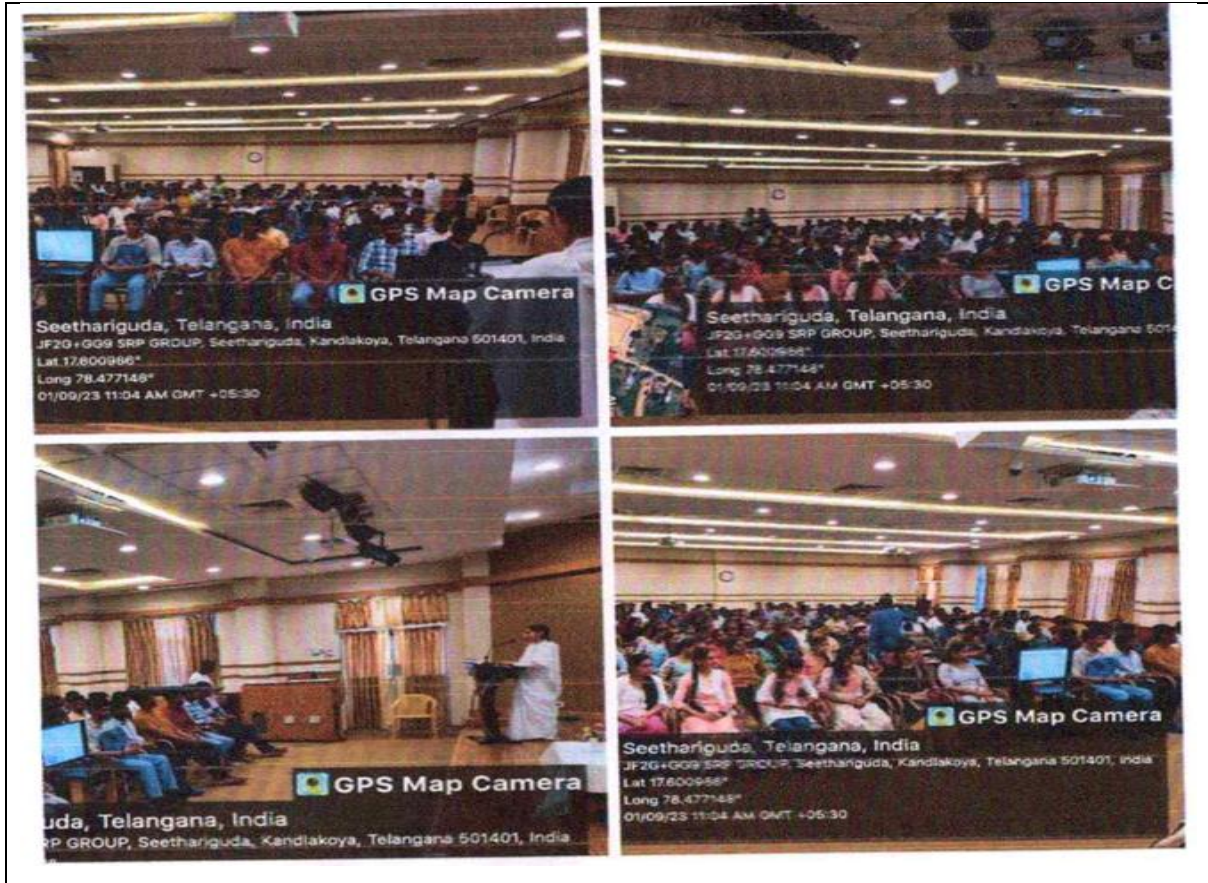 GPS Map Camera
Seethariguda, Telangana, India
JF2G+GG9 SRP GROUP, Seethariguda, Kandlakoya, Telangana 501401, India
Lat 17.600966°
Long 78.477148°
01/09/23 11:04 AM GMT +05:30
GPS Map C
Seethariguda, Telangana, India
JF2G+GG9 SRP GROUP, Seethariguda, Kandlakoya, Telangana 501
Lat 17.600966°
Long 78.477148°
01/09/23 11:04 AM GMT +05:30
GPS Map Camera
uda, Telangana, India
RP GROUP, Seethariguda, Kandlakoya, Telangana 501401, India
GPS Map Camera
Seethariguda, Telangana, India
JF2G+GG9 SRP GROUP, Seethariguda, Kandlakoya, Telangana 501401, India
Lat 17.600966°
Long 78.477148°
01/09/23 11:04 AM GMT +05:30